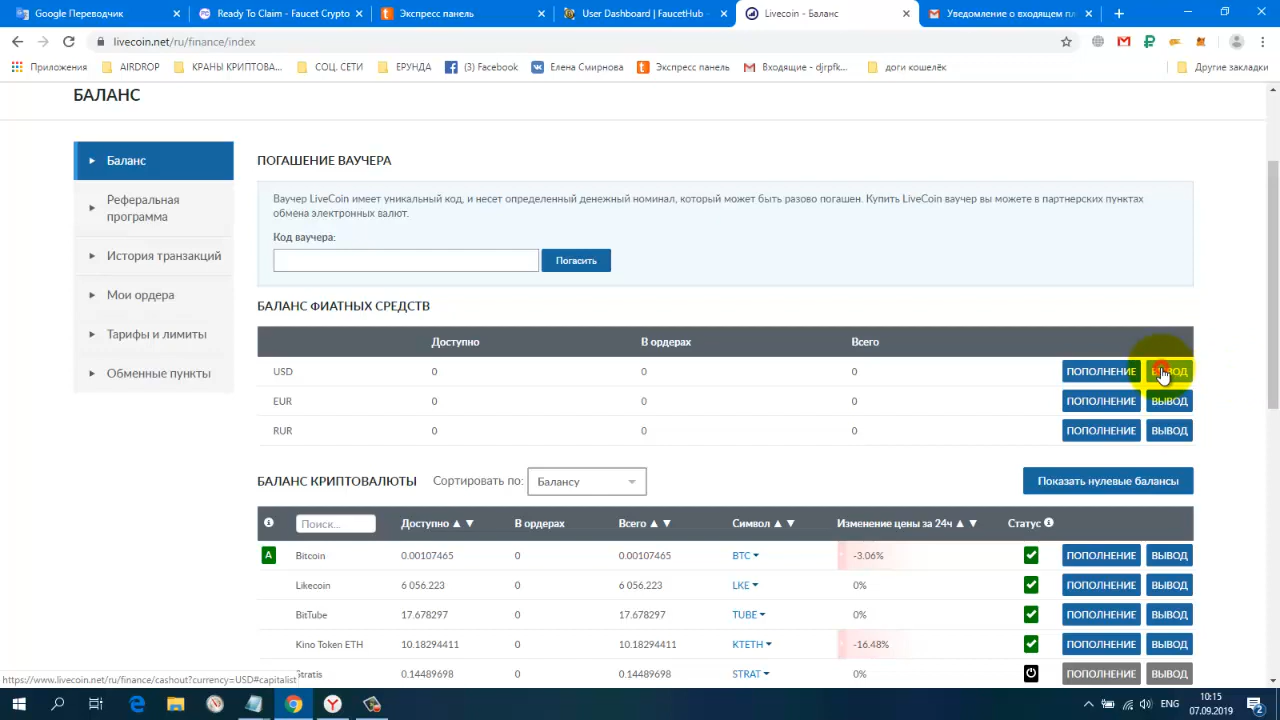 Google Переводчик
Ready To Claim - Faucet Crypto
Экспресс панель
User Dashboard | FaucetHub -
Livecoin - Баланс
Уведомление о входящем пл
livecoin.net/ru/finance/index
Приложения
AIRDROP
КРАНЫ КРИПТОВА...
СОЦ. СЕТИ
ЕРУНДА
(3) Facebook
Елена Смирнова
Экспресс панель
Входящие - djrpfk...
доги кошелёк
Другие закладки
БАЛАНС
Баланс
Реферальная
программа
История транзакций
Мои ордера
Тарифы и лимиты
Обменные пункты
ПОГАШЕНИЕ ВАУЧЕРА
Ваучер LiveCoin имеет уникальный код, и несет определенный денежный номинал, который может быть разово погашен. Купить LiveCoin ваучер вы можете в партнерских пунктах
обмена электронных валют.
Код ваучера:
Погасить
БАЛАНС ФИАТНЫХ СРЕДСТВ
Доступно В ордерах Всего
USD 0 0 0 ПОПОЛНЕНИЕ ВЫВОД
EUR 0 0 0 ПОПОЛНЕНИЕ ВЫВОД
RUR 0 0 0 ПОПОЛНЕНИЕ ВЫВОД
БАЛАНС КРИПТОВАЛЮТЫ Сортировать по: Балансу Показать нулевые балансы
Поиск... Доступно ▲▼ В ордерах Всего ▲▼ Символ ▲▼ Изменение цены за 24ч ▲▼ Статус
A Bitcoin 0.00107465 0 0.00107465 BTC -3.06% ПОПОЛНЕНИЕ ВЫВОД
Likecoin 6 056.223 0 6 056.223 LKE 0% ПОПОЛНЕНИЕ ВЫВОД
BitTube 17.678297 0 17.678297 TUBE 0% ПОПОЛНЕНИЕ ВЫВОД
Kino Token ETH 10.18294411 0 10.18294411 KTETH -16.48% ПОПОЛНЕНИЕ ВЫВОД
tratis 0.14489698 0 0.14489698 STRAT 0% ПОПОЛНЕНИЕ ВЫВОД
https://www.livecoin.net/ru/finance/cashout?currency=USD#capitalist
ENG
10:15
07.09.2019
2